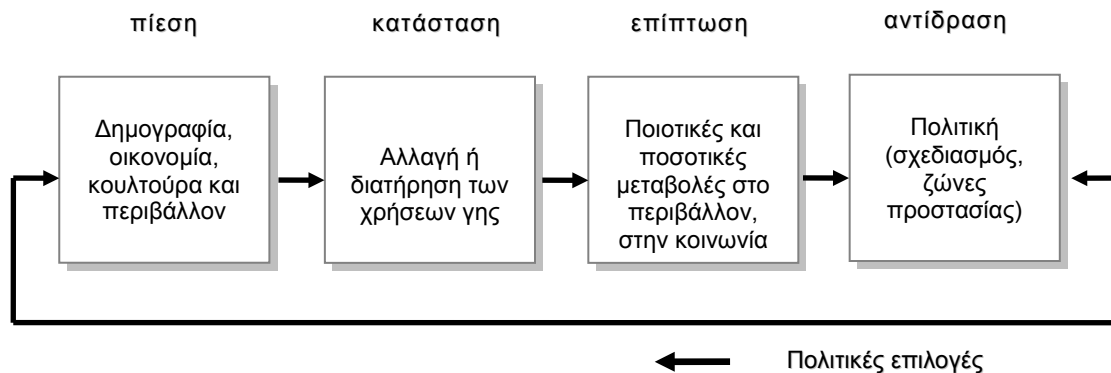 πίεση
κατάσταση
επίπτωση
αντίδραση
Δημογραφία,
οικονομία,
κουλτούρα και
περιβάλλον
Αλλαγή ή
διατήρηση των
χρήσεων γης
Ποιοτικές και
ποσοτικές
μεταβολές στο
περιβάλλον,
στην κοινωνία
Πολιτική
(σχεδιασμός,
ζώνες
προστασίας)
Πολιτικές επιλογές